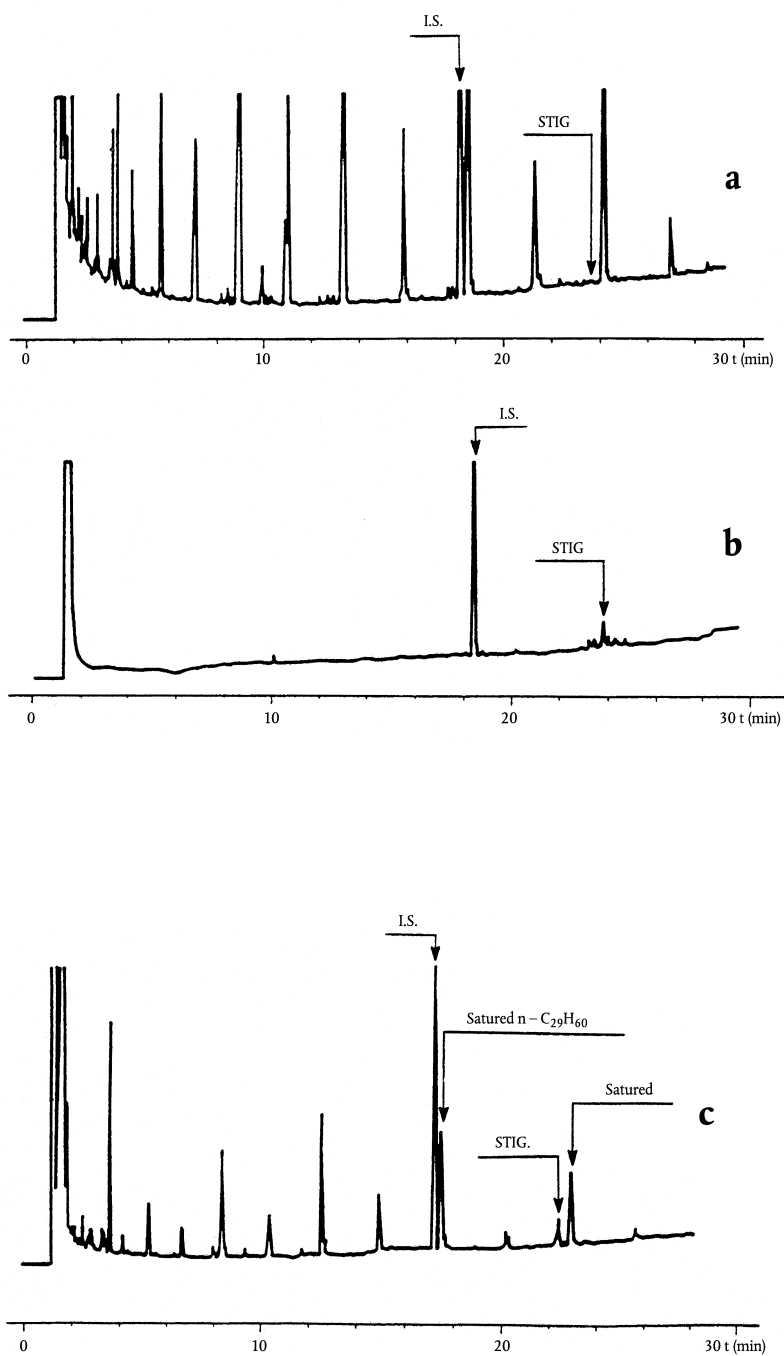 I.S.
STIG
a
0 10 20 30 t (min)
I.S.
STIG
b
0 10 20 30 t (min)
I.S.
Satured n – C₂₉H₆₀
Satured
STIG.
c
0 10 20 30 t (min)